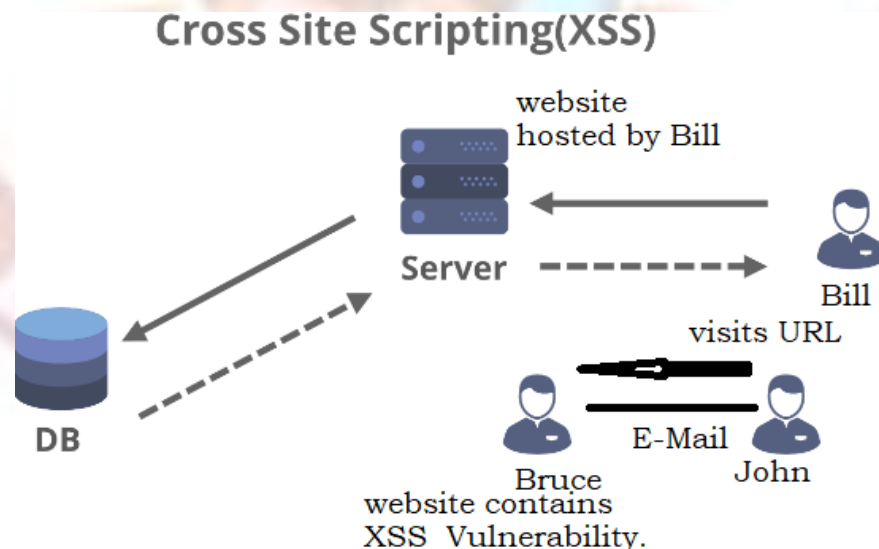 Cross Site Scripting(XSS)
website
hosted by Bill
Server
Bill
visits URL
DB
E-Mail
Bruce
John
website contains
XSS Vulnerability.